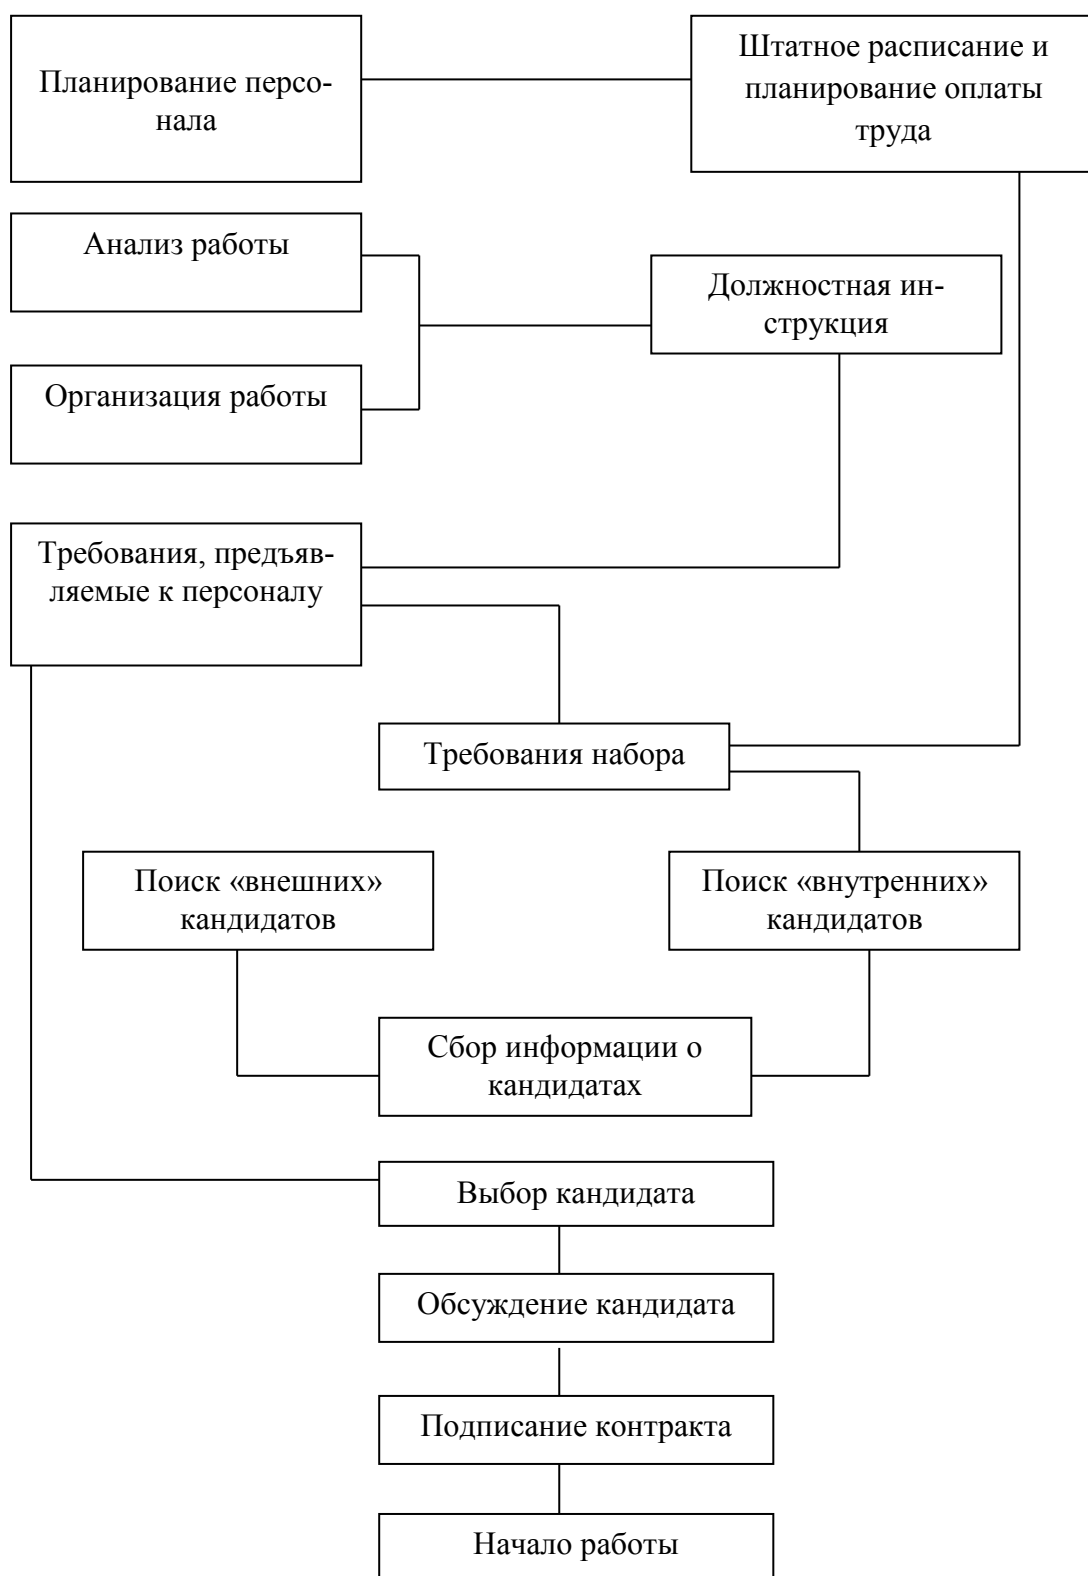 Планирование персо-
нала
Штатное расписание и
планирование оплаты
труда
Анализ работы
Должностная ин-
струкция
Организация работы
Требования, предъяв-
ляемые к персоналу
Требования набора
Поиск «внешних»
кандидатов
Поиск «внутренних»
кандидатов
Сбор информации о
кандидатах
Выбор кандидата
Обсуждение кандидата
Подписание контракта
Начало работы